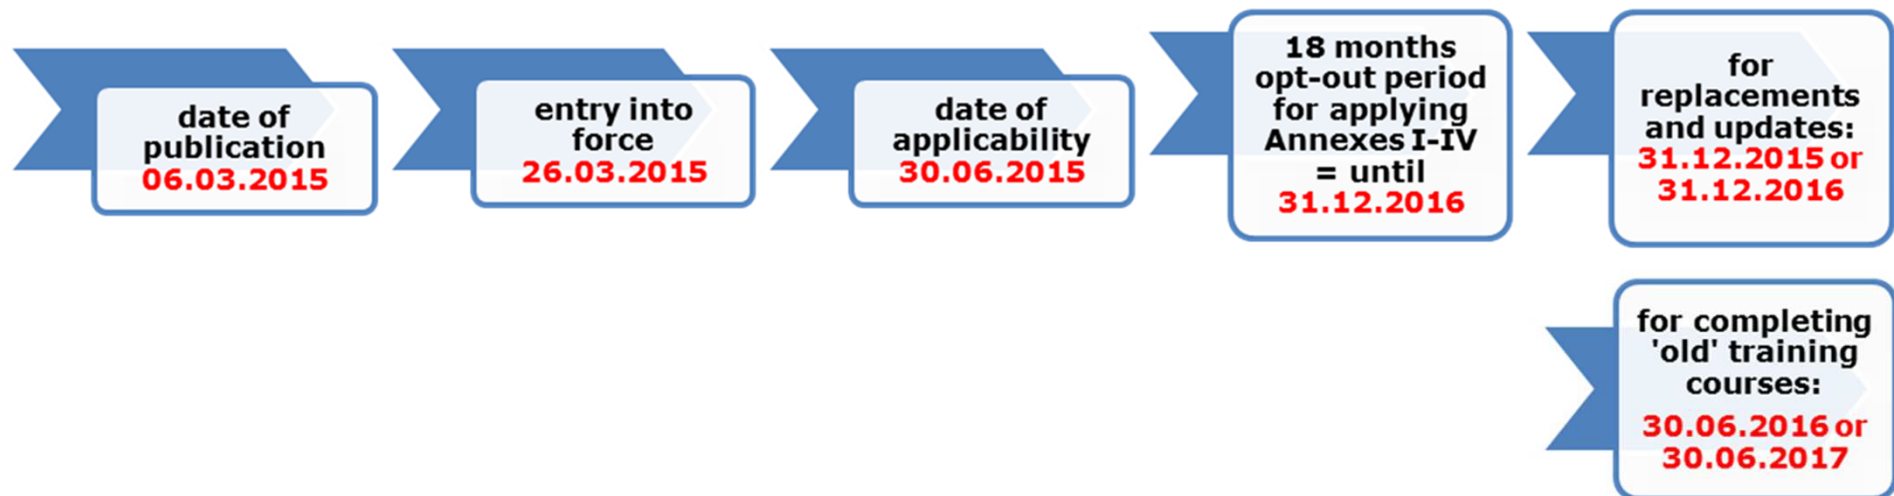 date of
publication
06.03.2015
entry into
force
26.03.2015
date of
applicability
30.06.2015
18 months
opt-out period
for applying
Annexes I-IV
= until
31.12.2016
for
replacements
and updates:
31.12.2015 or
31.12.2016
for completing
'old' training
courses:
30.06.2016 or
30.06.2017